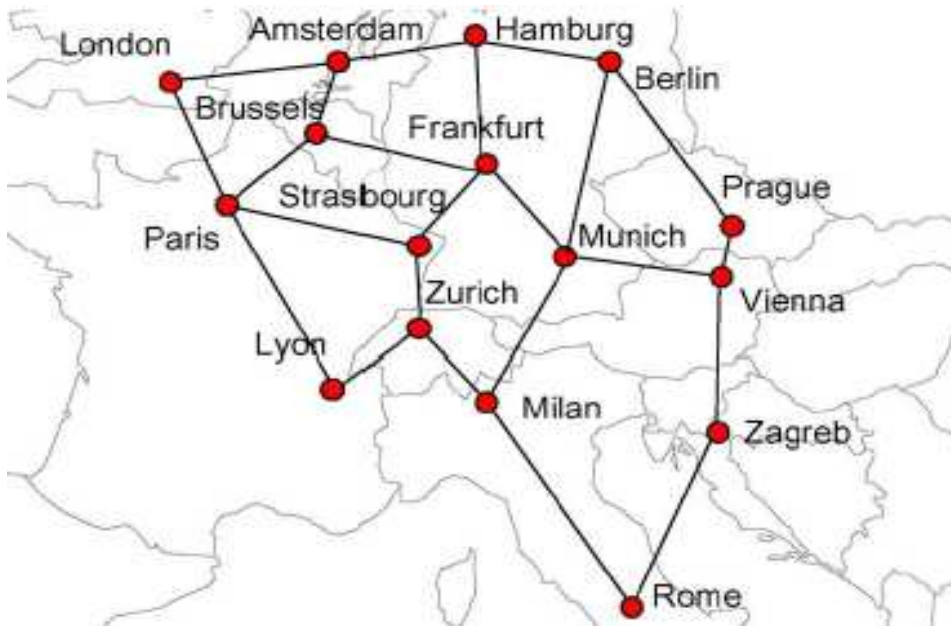 London
Amsterdam
Hamburg
Berlin
Brussels
Frankfurt
Strasbourg
Prague
Paris
Munich
Zurich
Vienna
Lyon
Milan
Zagreb
Rome